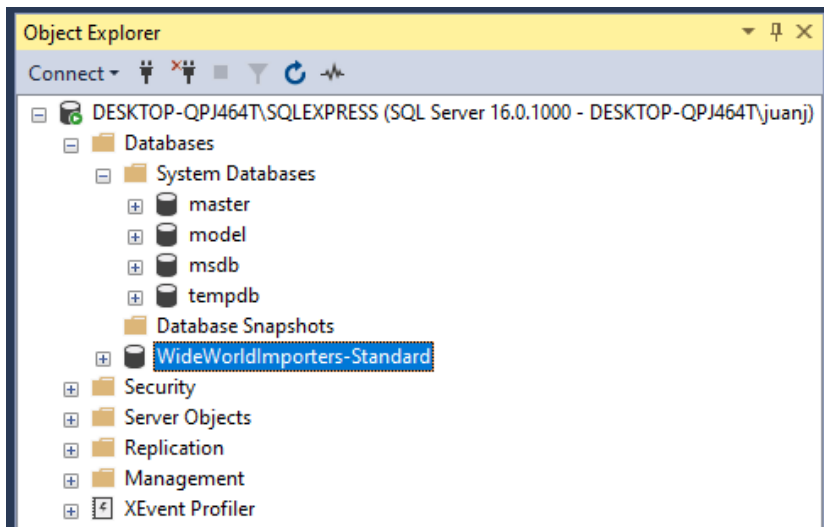 Object Explorer
Connect
DESKTOP-QPJ464T\SQLEXPRESS (SQL Server 16.0.1000 - DESKTOP-QPJ464T\juanj)
Databases
System Databases
master
model
msdb
tempdb
Database Snapshots
WideWorldImporters-Standard
Security
Server Objects
Replication
Management
XEvent Profiler